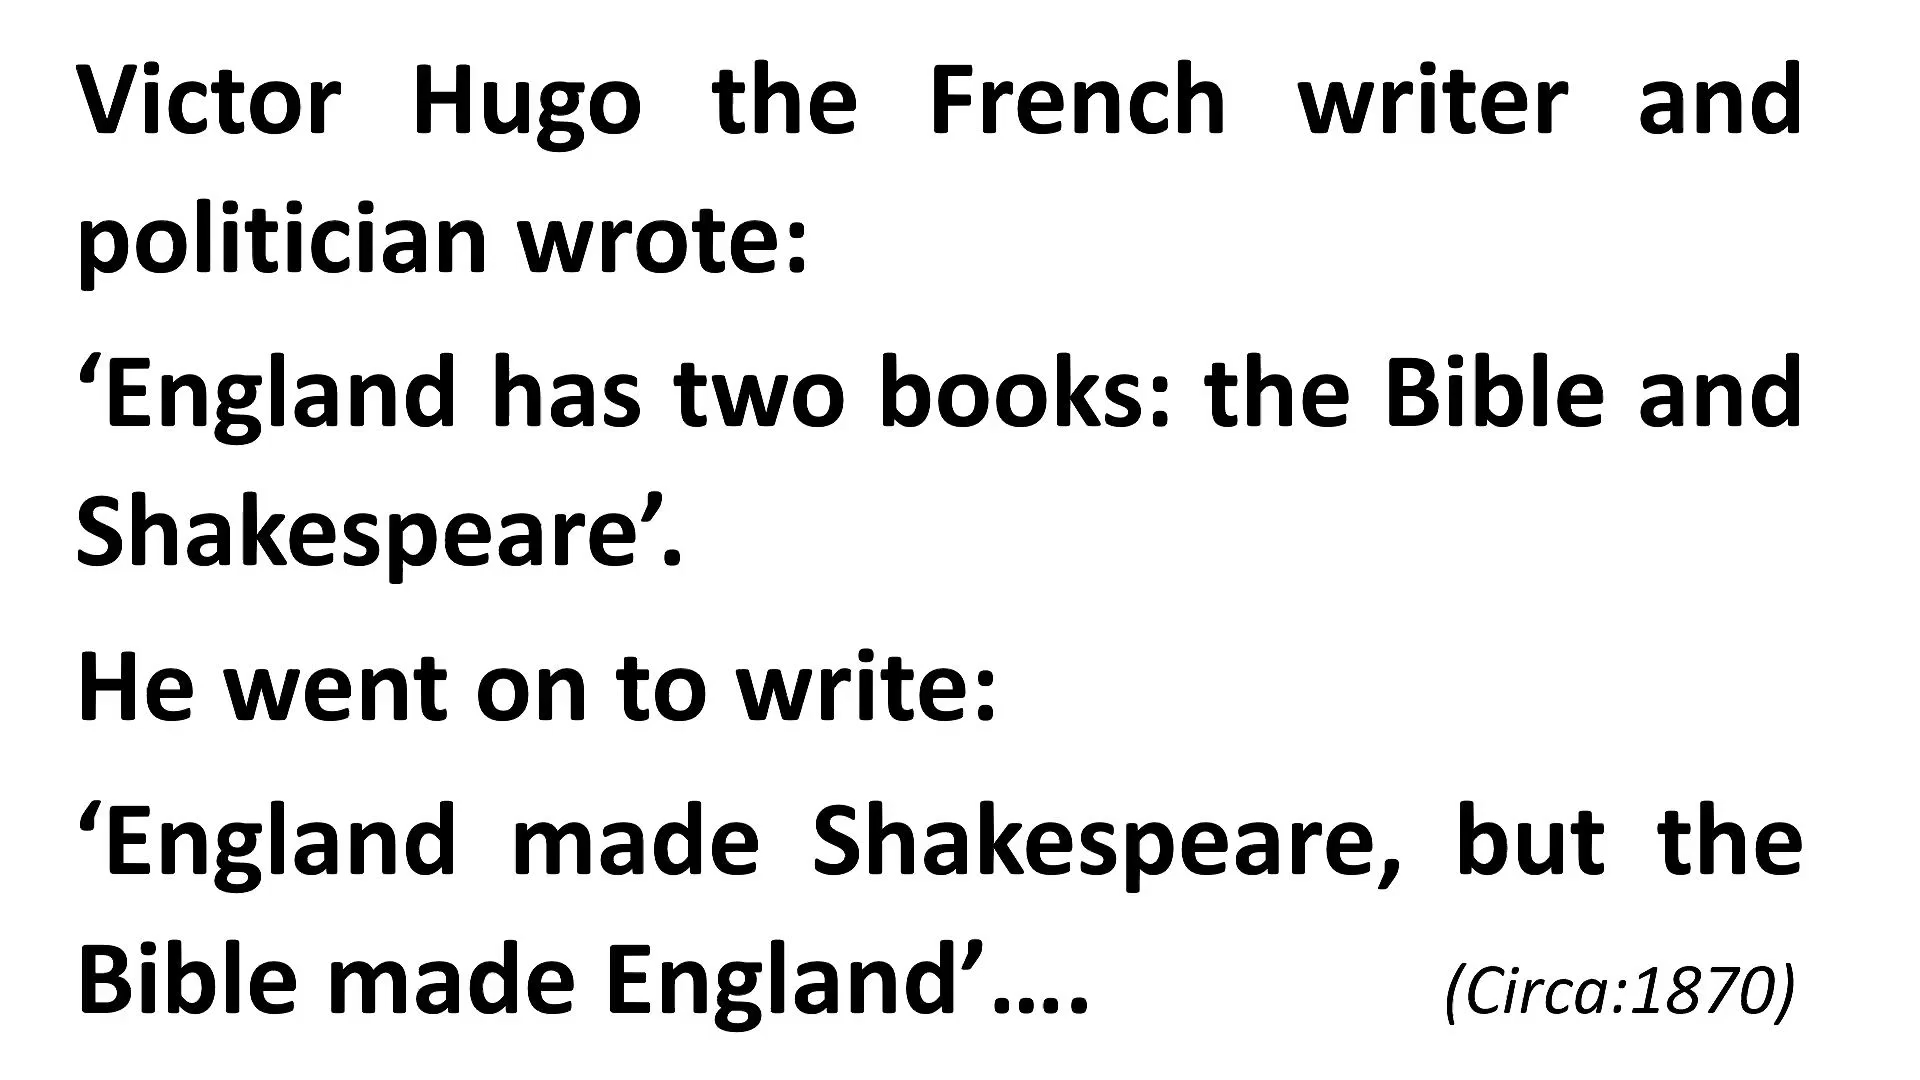 Victor Hugo the French writer and
politician wrote:
‘England has two books: the Bible and
Shakespeare’.
He went on to write:
‘England made Shakespeare, but the
Bible made England’.... (Circa:1870)